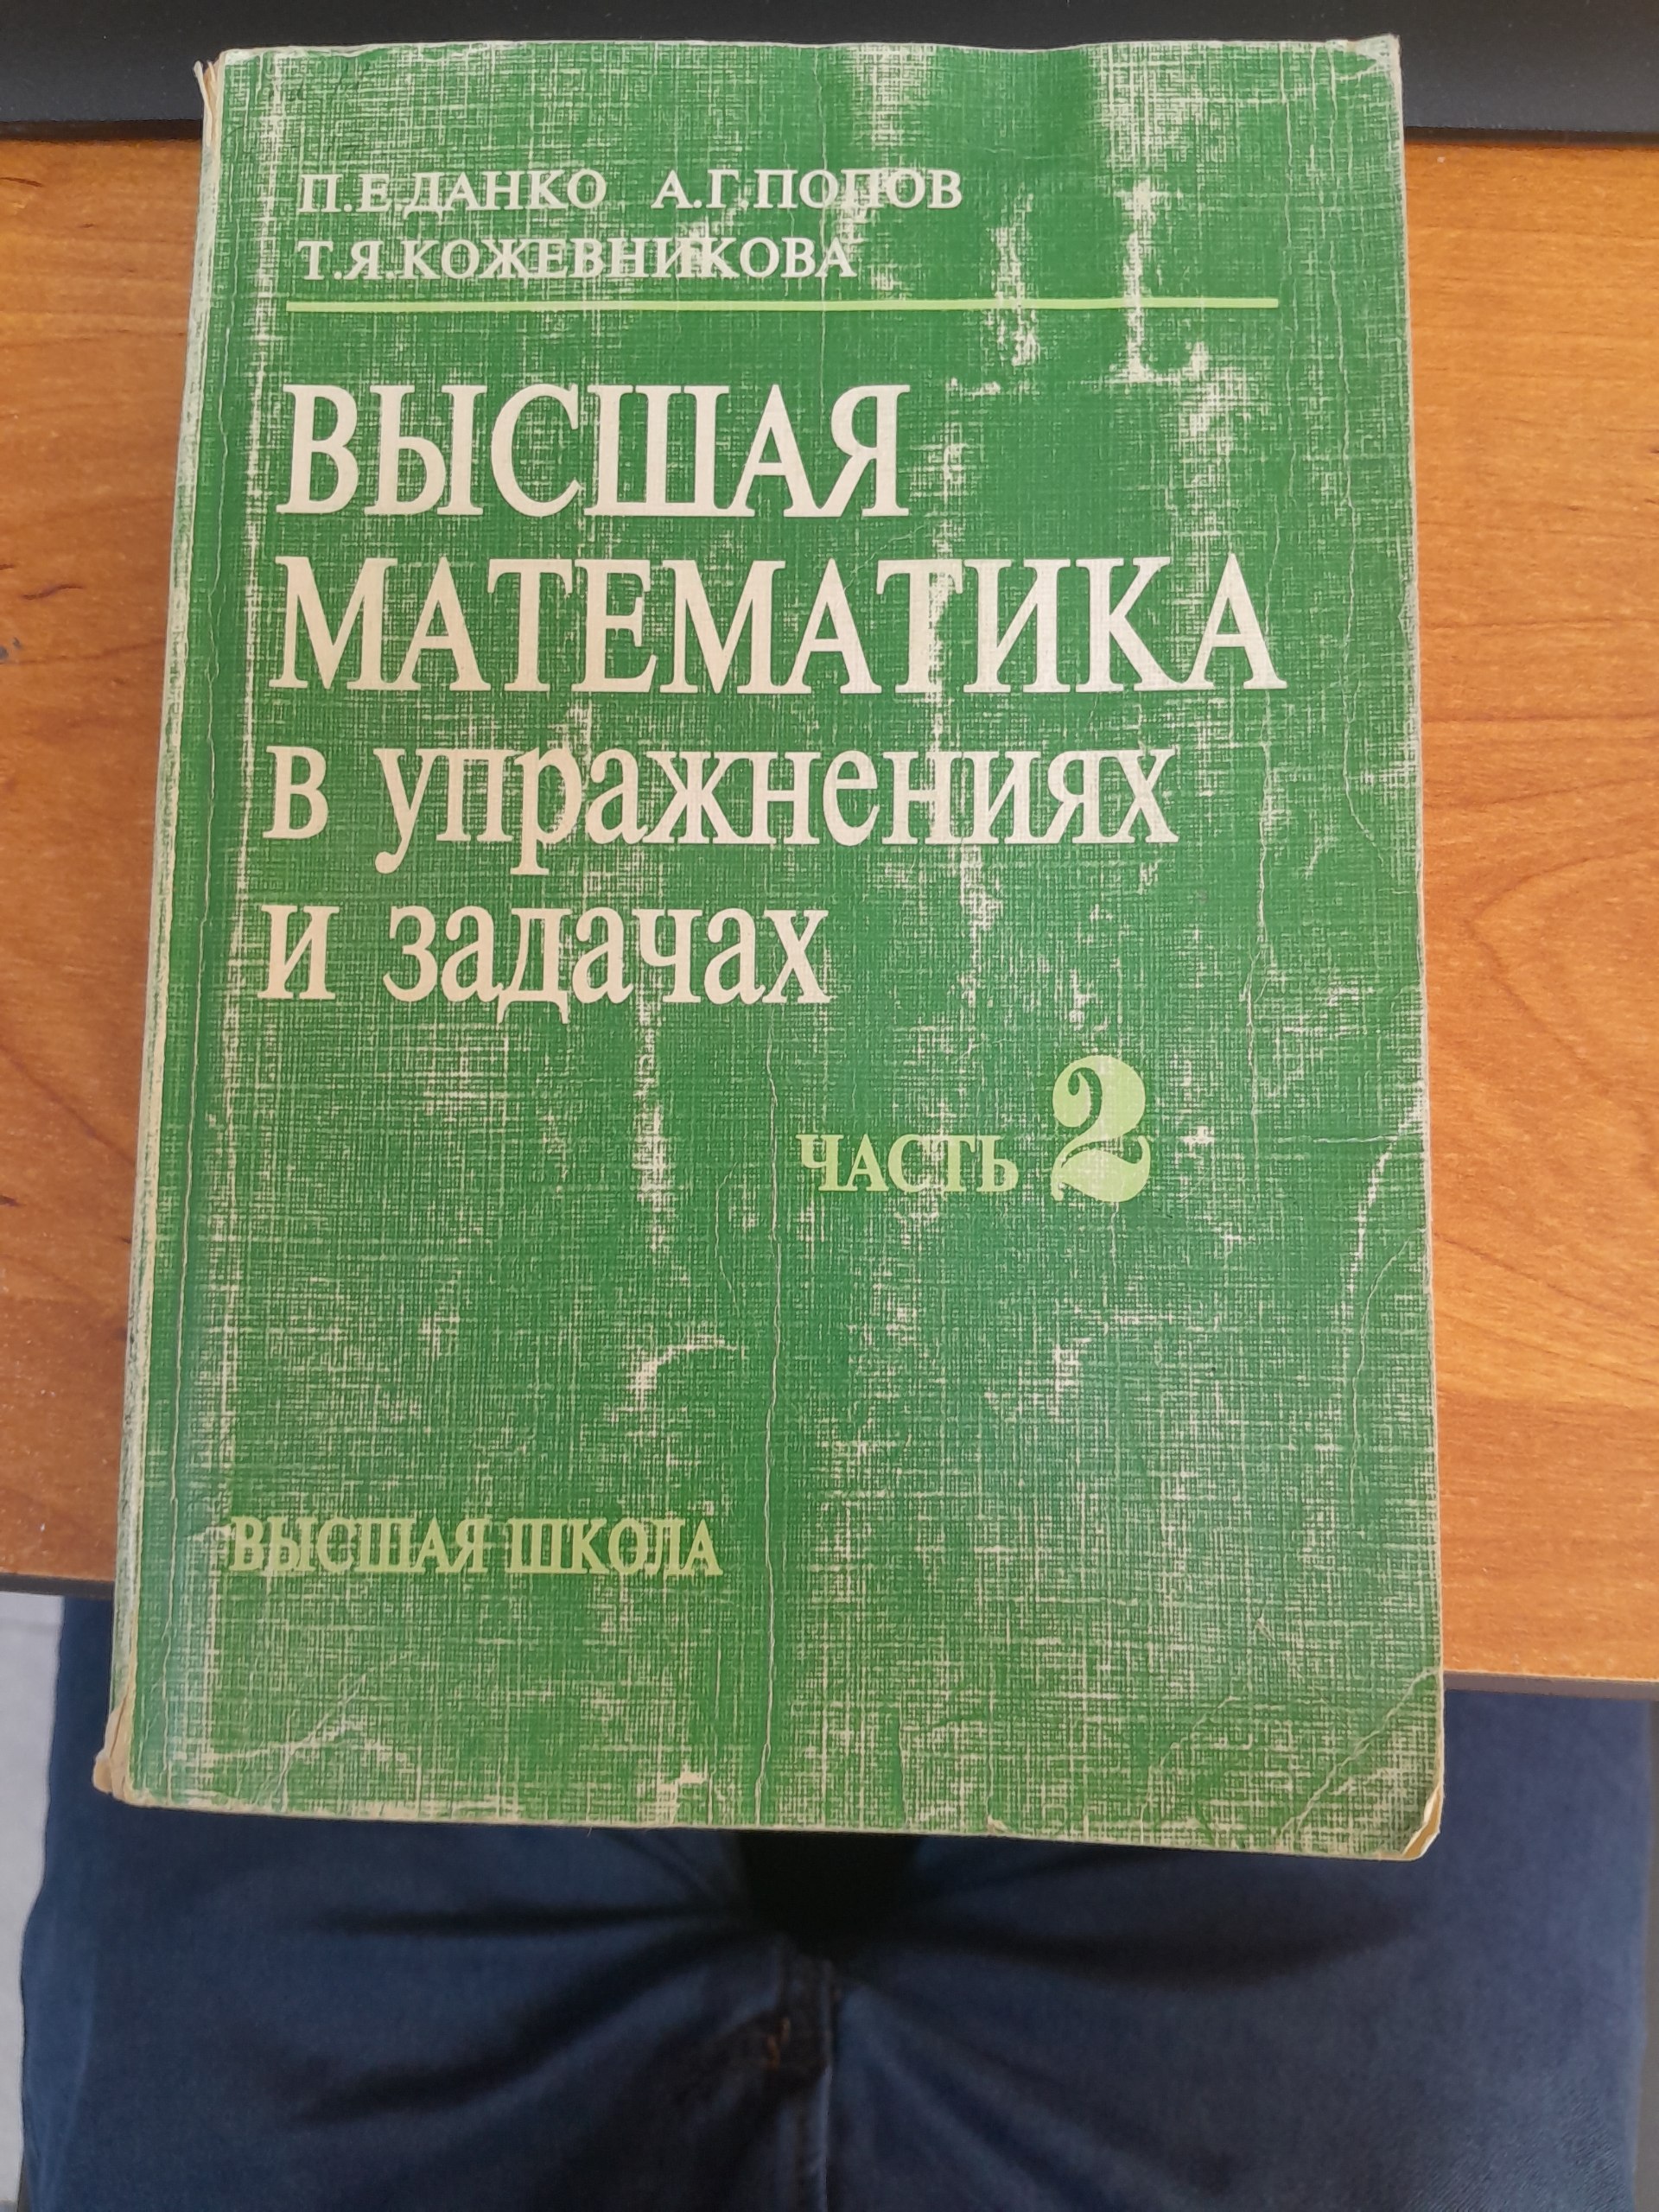 П.Е.ДАНКО А.Г.ПОПОВ
Т.Я.КОЖЕВНИКОВА
ВЫСШАЯ
МАТЕМАТИКА
в упражнениях
и задачах
ЧАСТЬ 2
ВЫСШАЯ ШКОЛА